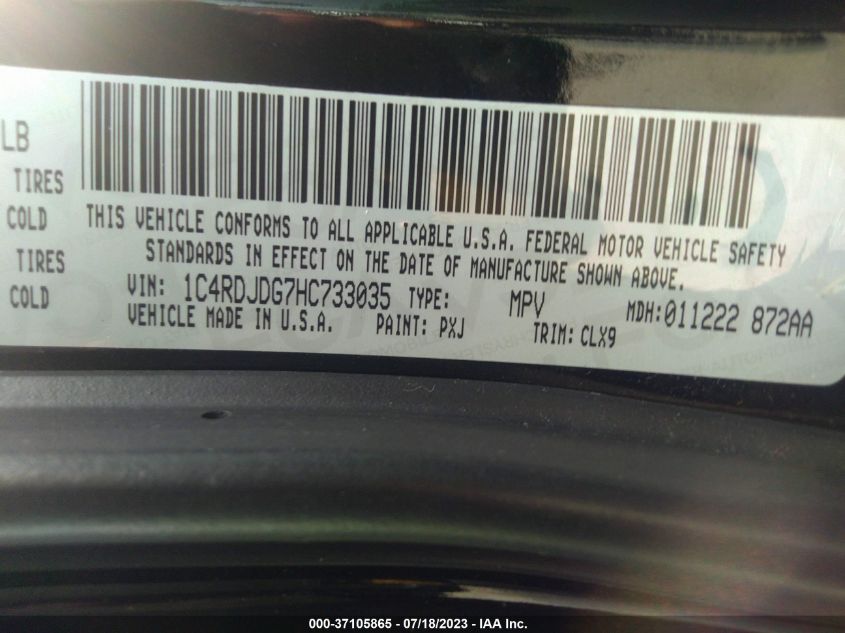 LB
TIRES
COLD
TIRES
COLD
THIS VEHICLE CONFORMS TO ALL APPLICABLE U.S.A. FEDERAL MOTOR VEHICLE SAFETY
STANDARDS IN EFFECT ON THE DATE OF MANUFACTURE SHOWN ABOVE.
VIN: 1C4RDJDG7HC733035 TYPE: MPV MDH:011222 872AA
VEHICLE MADE IN U.S.A. PAINT: PXJ TRIM: CLX9
000-37105865 / 07/18/2023 - IAA Inc.